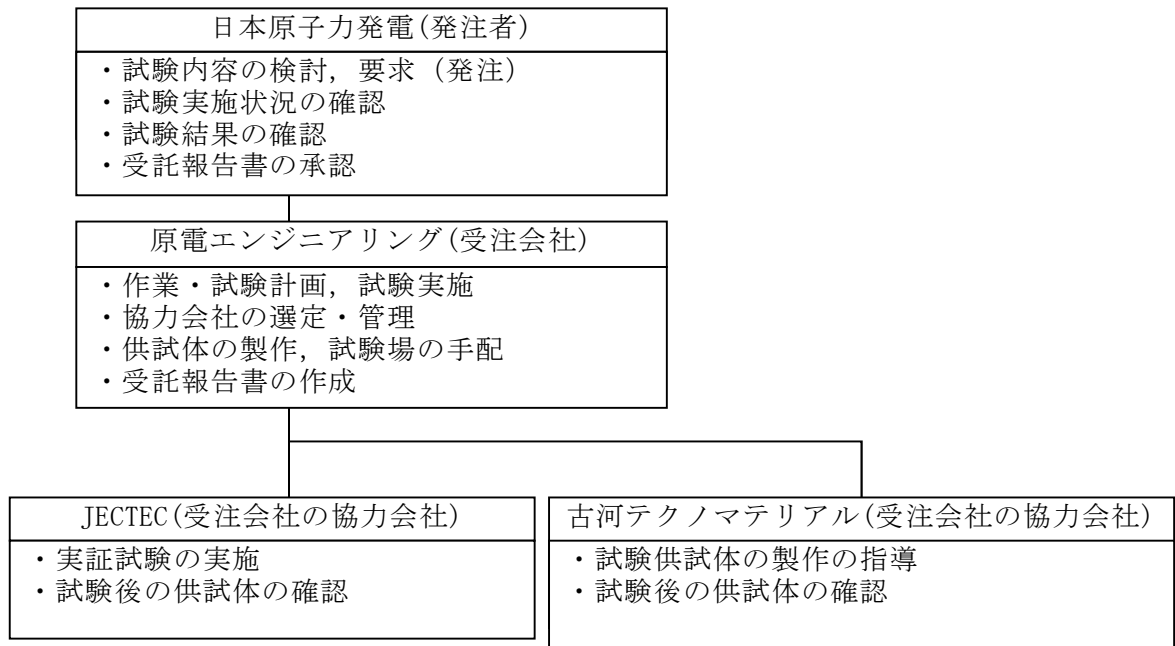 日本原子力発電(発注者)
・試験内容の検討，要求（発注）
・試験実施状況の確認
・試験結果の確認
・受託報告書の承認
原電エンジニアリング(受注会社)
・作業・試験計画，試験実施
・協力会社の選定・管理
・供試体の製作，試験場の手配
・受託報告書の作成
JECTEC(受注会社の協力会社)
・実証試験の実施
・試験後の供試体の確認
古河テクノマテリアル(受注会社の協力会社)
・試験供試体の製作の指導
・試験後の供試体の確認